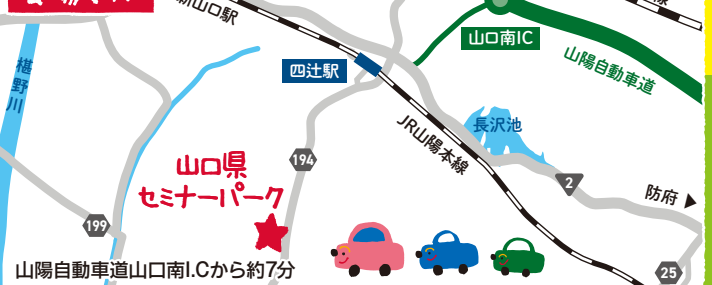 新山口駅
山口南IC
山陽自動車道
四辻駅
椹野川
長沢池
JR山陽本線
194
山口県
セミナーパーク
2
防府
199
山陽自動車道山口南I.Cから約7分
25